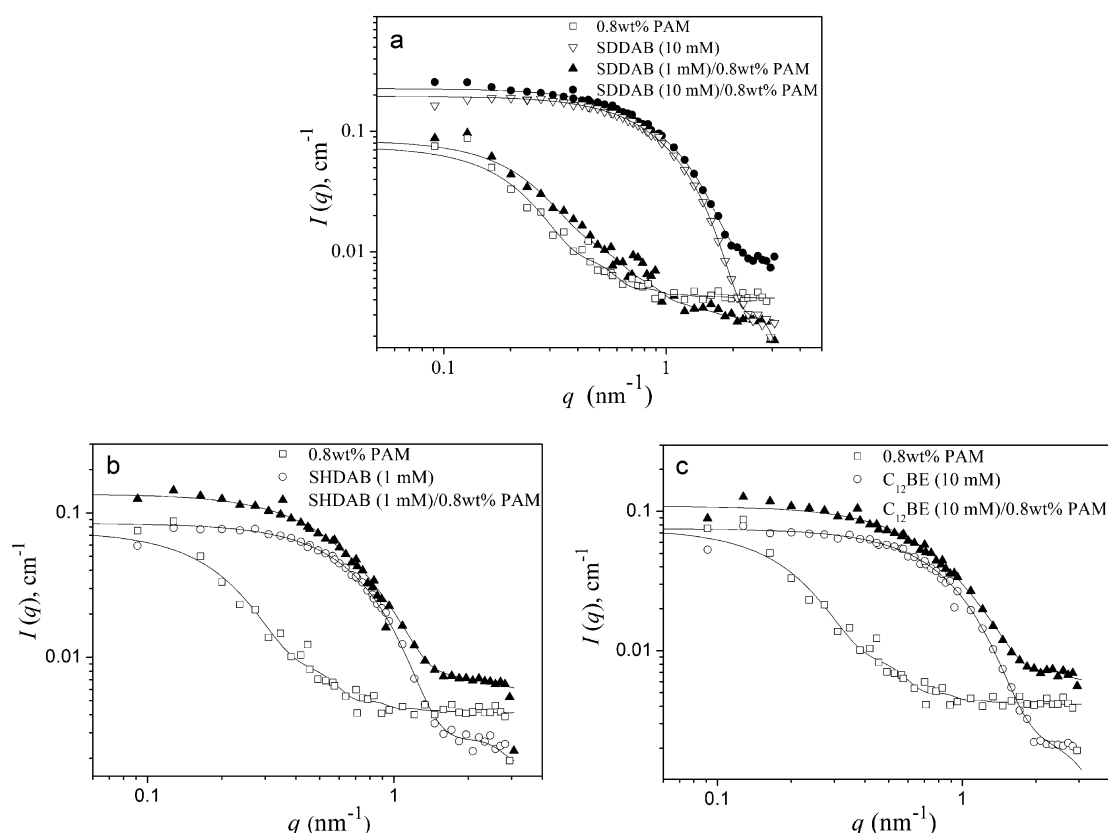 a
0.8wt% PAM
SDDAB (10 mM)
SDDAB (1 mM)/0.8wt% PAM
SDDAB (10 mM)/0.8wt% PAM
I (q), cm⁻¹
0.1
0.01
0.1
1
q (nm⁻¹)
b
0.8wt% PAM
SHDAB (1 mM)
SHDAB (1 mM)/0.8wt% PAM
I (q), cm⁻¹
0.1
0.01
0.1
1
q (nm⁻¹)
c
0.8wt% PAM
C₁₂BE (10 mM)
C₁₂BE (10 mM)/0.8wt% PAM
I (q), cm⁻¹
0.1
0.01
0.1
1
q (nm⁻¹)